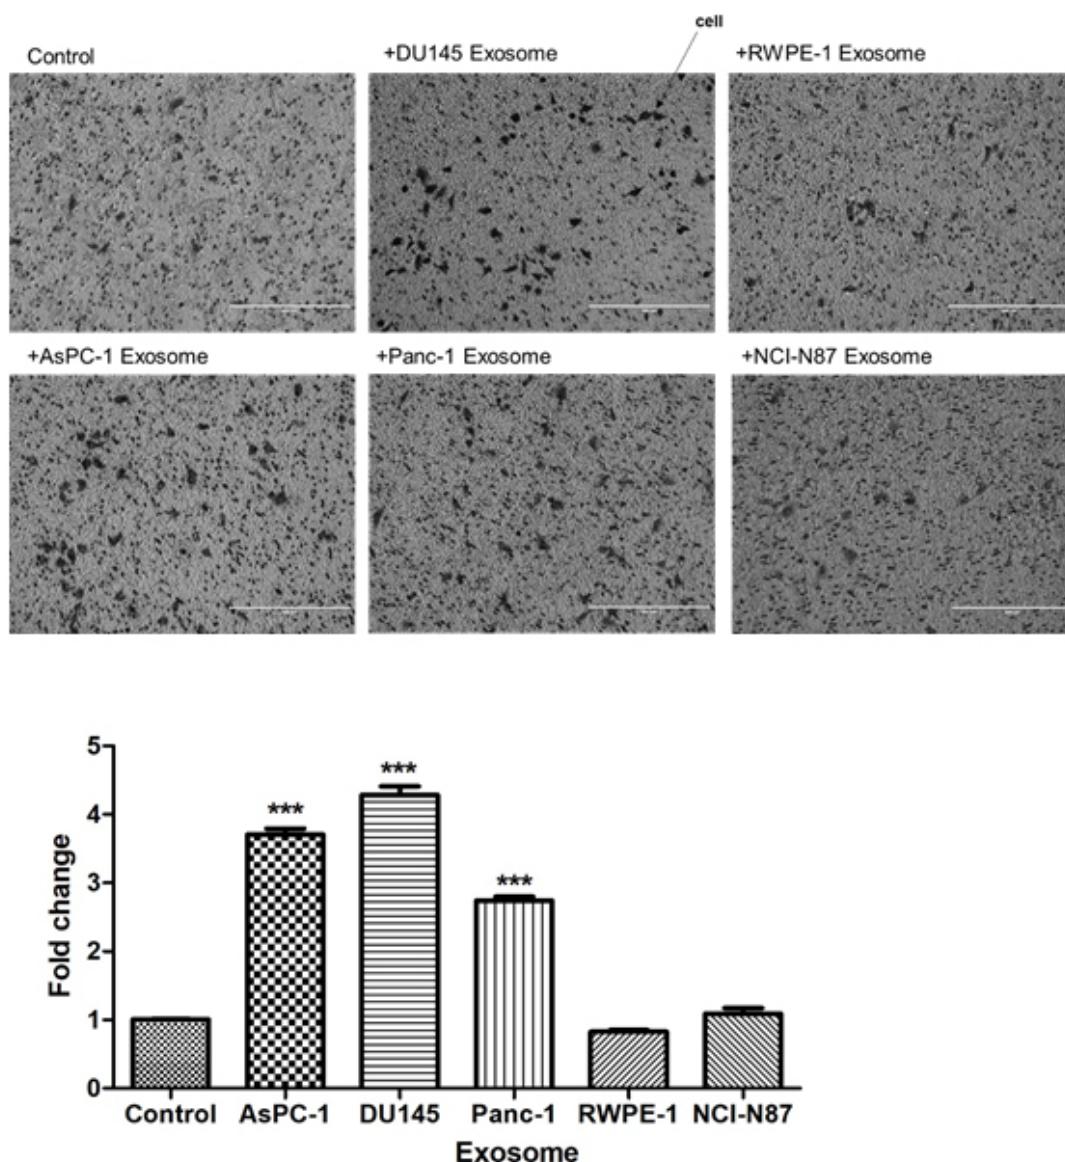 cell
Control
+DU145 Exosome
+RWPE-1 Exosome
+AsPC-1 Exosome
+Panc-1 Exosome
+NCI-N87 Exosome
5
4
3
2
1
0
Fold change
***
***
***
Control
AsPC-1
DU145
Panc-1
RWPE-1
NCI-N87
Exosome